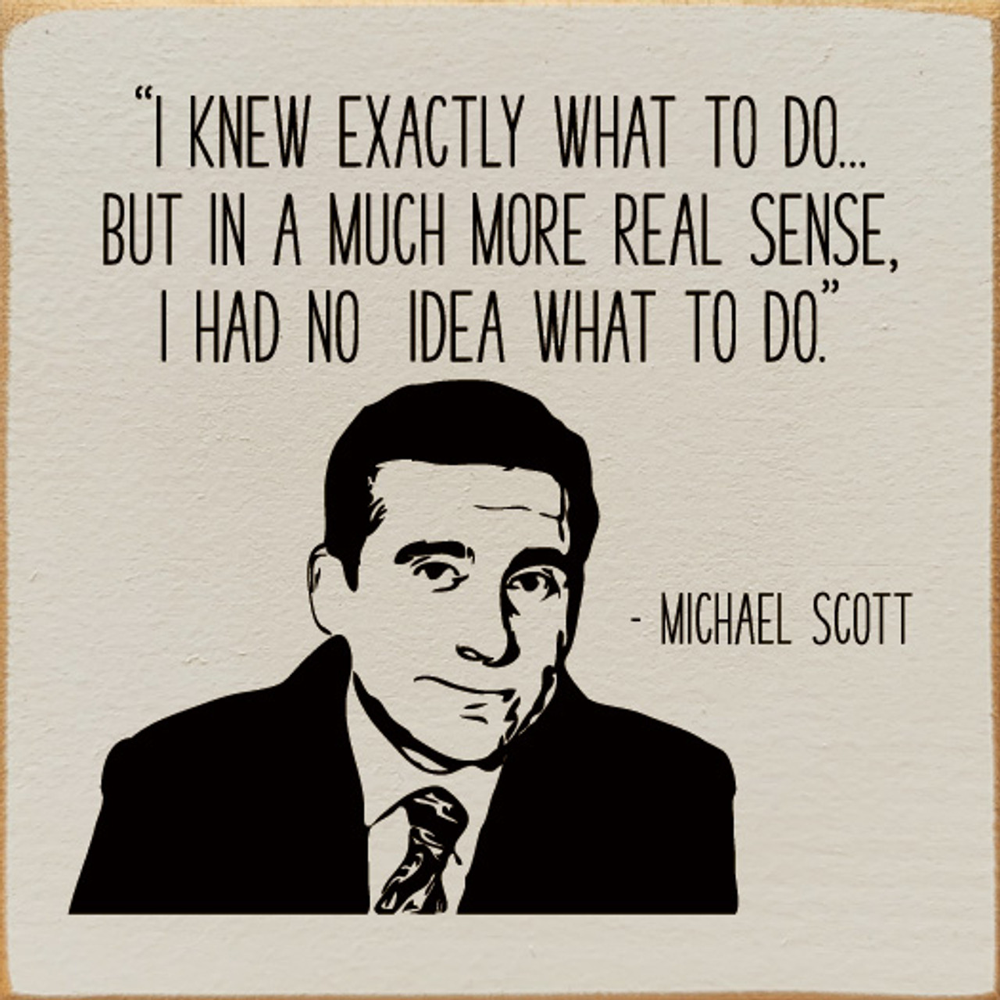 “I KNEW EXACTLY WHAT TO DO...
BUT IN A MUCH MORE REAL SENSE,
I HAD NO IDEA WHAT TO DO.”
- MICHAEL SCOTT